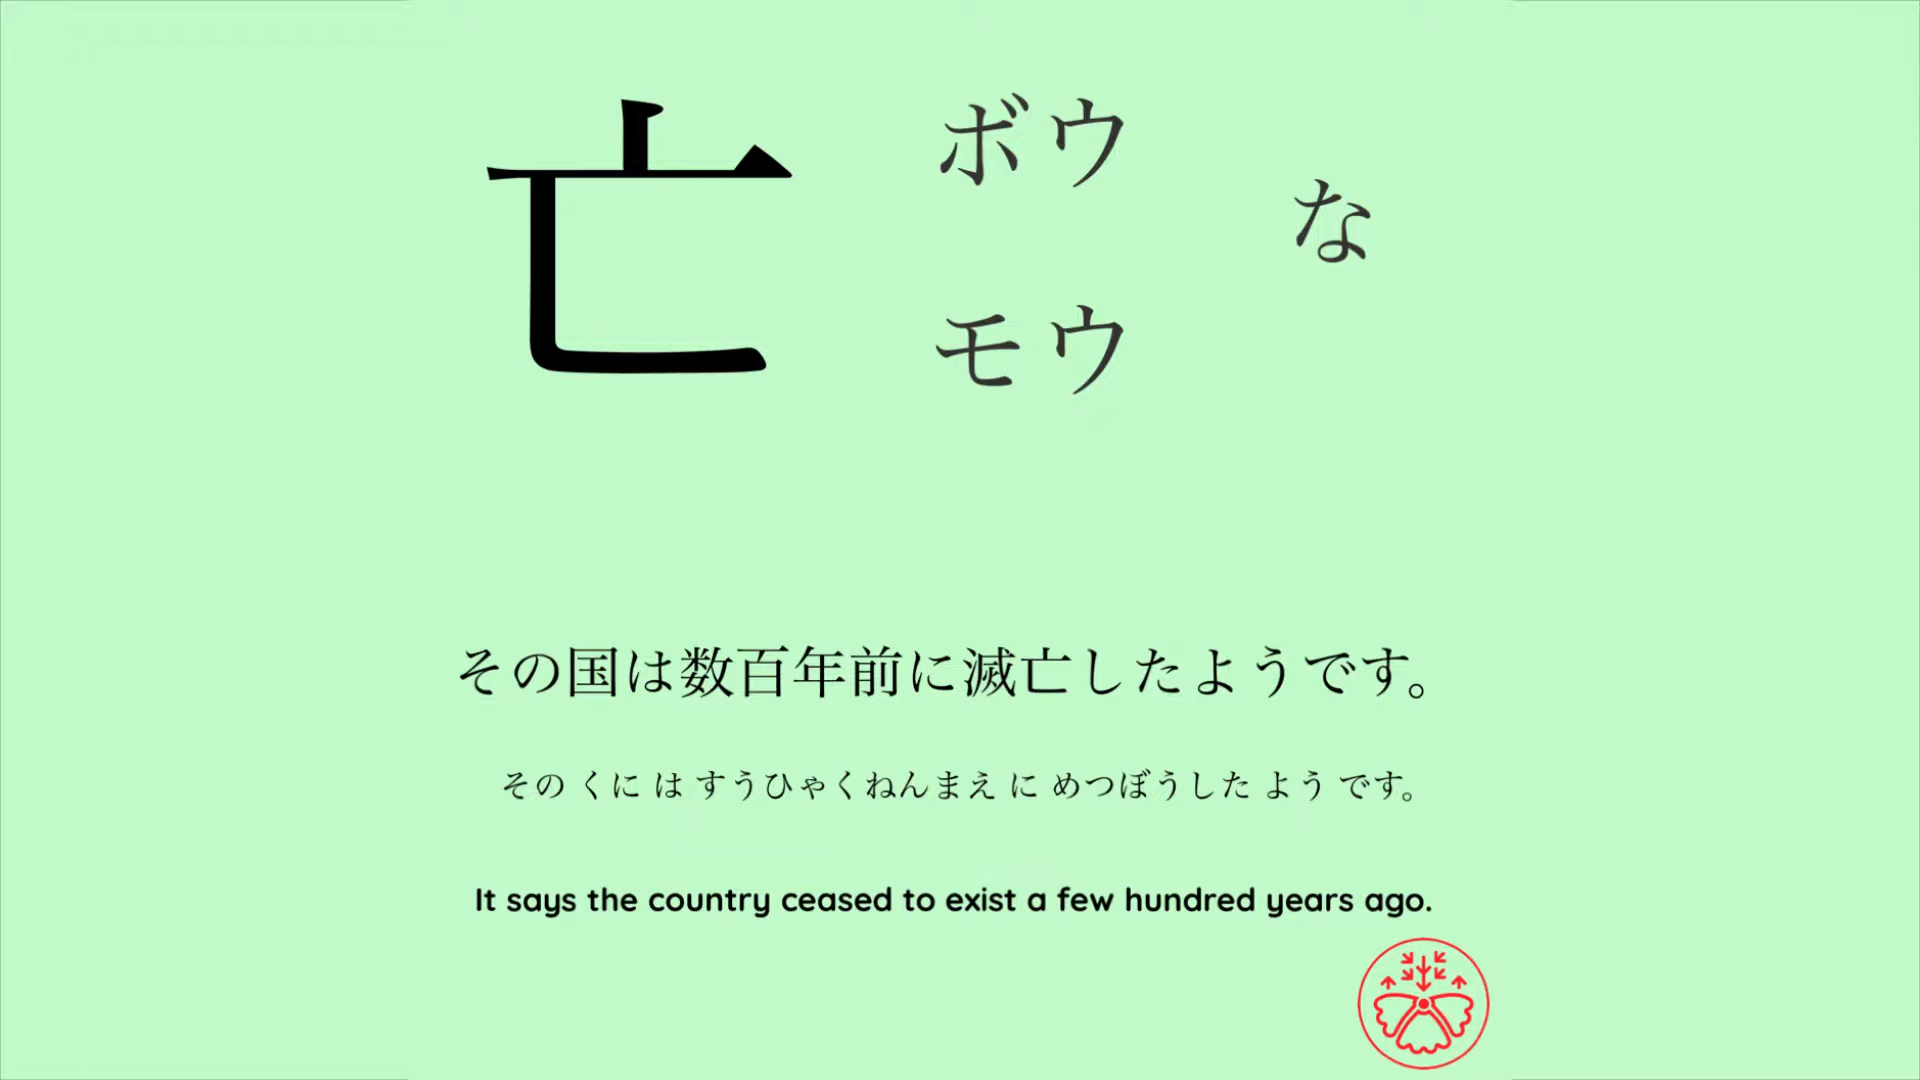 亡
ボウ
な
モウ
その国は数百年前に滅亡したようです。
その くに は すうひゃくねんまえ に めつぼうした よう です。
It says the country ceased to exist a few hundred years ago.